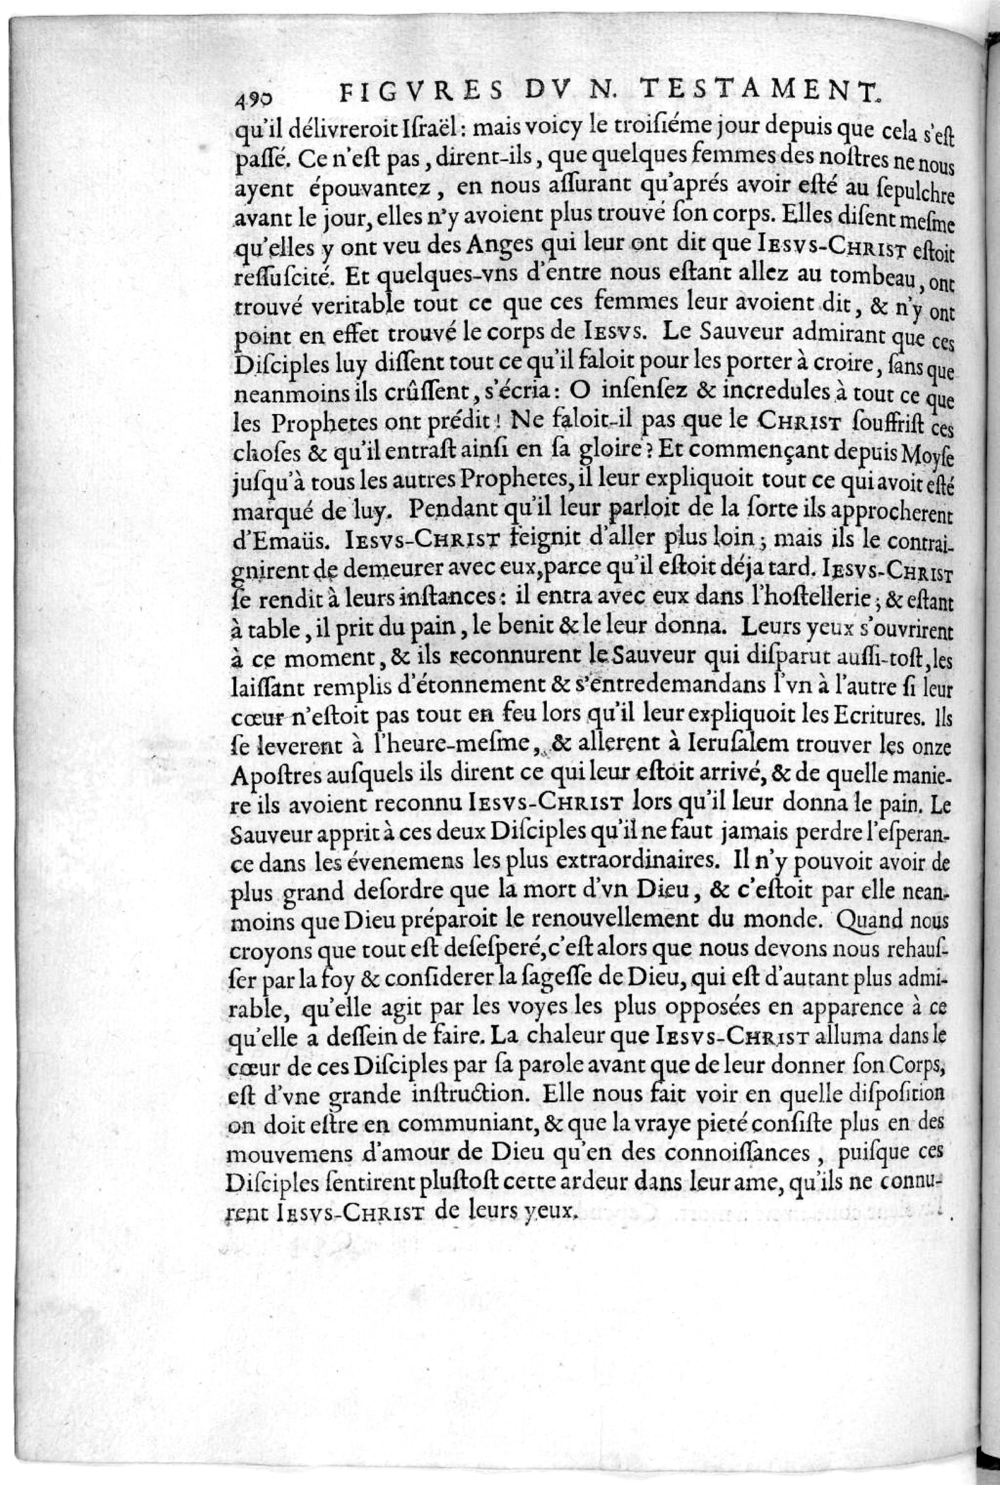 490 FIGVRES DV N. TESTAMENT.
qu'il délivreroit Iſraël : mais voicy le troiſiéme jour depuis que cela s'eſt
paſſé. Ce n'eſt pas, dirent-ils, que quelques femmes des noſtres ne nous
ayent épouvantez, en nous aſſurant qu'aprés avoir eſté au ſepulchre
avant le jour, elles n'y avoient plus trouvé ſon corps. Elles diſent meſme
qu'elles y ont veu des Anges qui leur ont dit que IESVS-CHRIST eſtoit
reſſuſcité. Et quelques-vns d'entre nous eſtant allez au tombeau, ont
trouvé veritable tout ce que ces femmes leur avoient dit, & n'y ont
point en effet trouvé le corps de IESVS. Le Sauveur admirant que ces
Diſciples luy diſſent tout ce qu'il faloit pour les porter à croire, ſans que
neanmoins ils crûſſent, s'écria : O inſenſez & incredules à tout ce que
les Prophetes ont prédit ! Ne faloit-il pas que le CHRIST ſouffriſt ces
choſes & qu'il entraſt ainſi en ſa gloire ? Et commençant depuis Moyſe
juſqu'à tous les autres Prophetes, il leur expliquoit tout ce qui avoit eſté
marqué de luy. Pendant qu'il leur parloit de la ſorte ils approcherent
d'Emaüs. IESVS-CHRIST feignit d'aller plus loin ; mais ils le contrai-
gnirent de demeurer avec eux, parce qu'il eſtoit déja tard. IESVS-CHRIST
ſe rendit à leurs inſtances : il entra avec eux dans l'hoſtellerie ; & eſtant
à table, il prit du pain, le benit & le leur donna. Leurs yeux s'ouvrirent
à ce moment, & ils reconnurent le Sauveur qui diſparut auſſi-toſt, les
laiſſant remplis d'étonnement & s'entredemandans l'vn à l'autre ſi leur
cœur n'eſtoit pas tout en feu lors qu'il leur expliquoit les Ecritures. Ils
ſe leverent à l'heure-meſme, & allerent à Ieruſalem trouver les onze
Apoſtres auſquels ils dirent ce qui leur eſtoit arrivé, & de quelle manie-
re ils avoient reconnu IESVS-CHRIST lors qu'il leur donna le pain. Le
Sauveur apprit à ces deux Diſciples qu'il ne faut jamais perdre l'eſperan-
ce dans les évenemens les plus extraordinaires. Il n'y pouvoit avoir de
plus grand deſordre que la mort d'vn Dieu, & c'eſtoit par elle nean-
moins que Dieu préparoit le renouvellement du monde. Quand nous
croyons que tout eſt deſeſperé, c'eſt alors que nous devons nous rehauſ-
ſer par la foy & conſiderer la ſageſſe de Dieu, qui eſt d'autant plus admi-
rable, qu'elle agit par les voyes les plus opposées en apparence à ce
qu'elle a deſſein de faire. La chaleur que IESVS-CHRIST alluma dans le
cœur de ces Diſciples par ſa parole avant que de leur donner ſon Corps,
eſt d'vne grande inſtruction. Elle nous fait voir en quelle diſpoſition
on doit eſtre en communiant, & que la vraye pieté conſiſte plus en des
mouvemens d'amour de Dieu qu'en des connoiſſances, puiſque ces
Diſciples ſentirent pluſtoſt cette ardeur dans leur ame, qu'ils ne connu-
rent IESVS-CHRIST de leurs yeux.